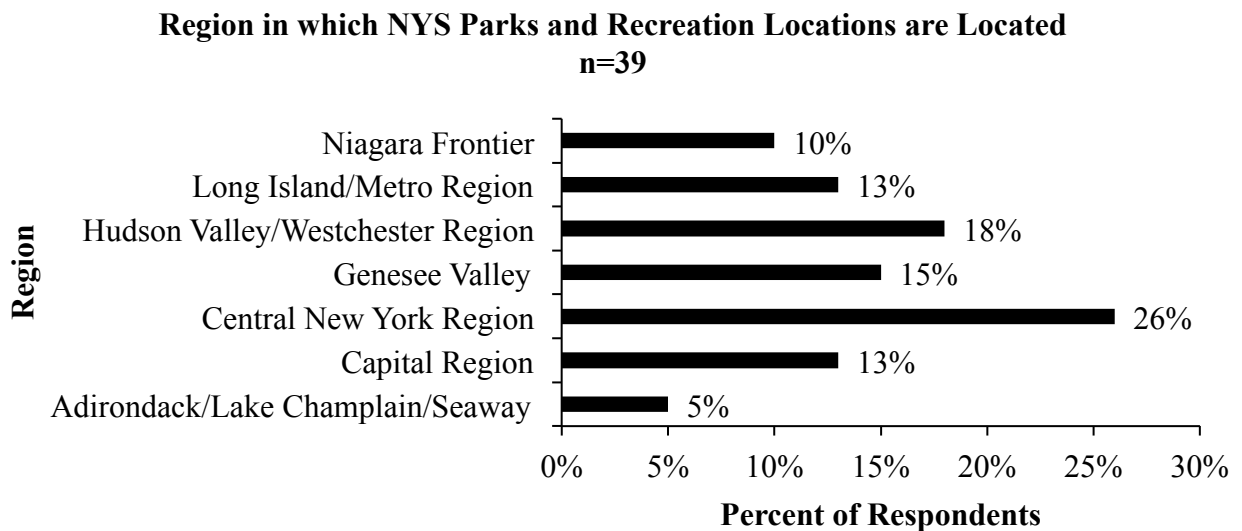 Region in which NYS Parks and Recreation Locations are Located
n=39
Region
Niagara Frontier 10%
Long Island/Metro Region 13%
Hudson Valley/Westchester Region 18%
Genesee Valley 15%
Central New York Region 26%
Capital Region 13%
Adirondack/Lake Champlain/Seaway 5%
0% 5% 10% 15% 20% 25% 30%
Percent of Respondents